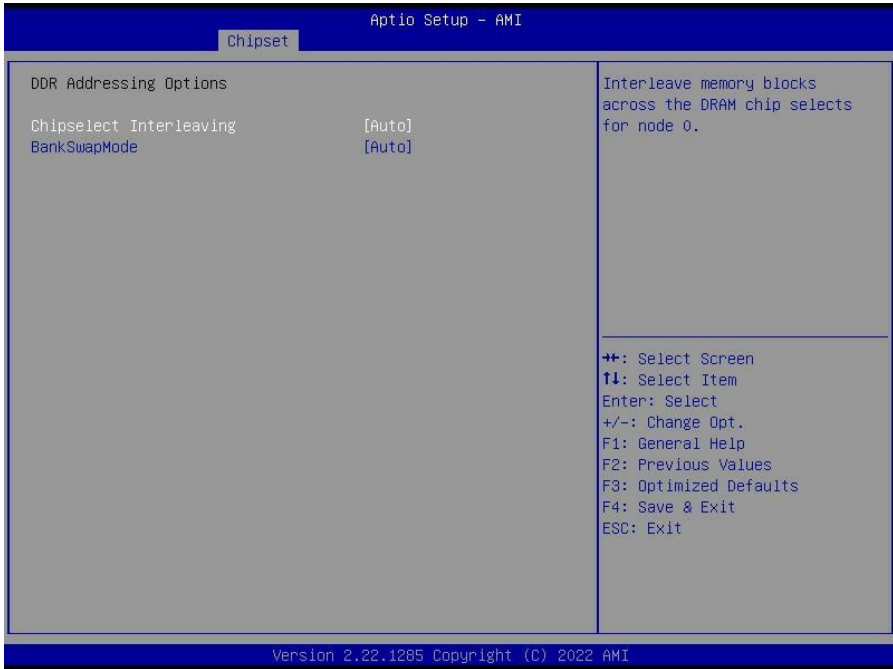 Aptio Setup – AMI
Chipset
DDR Addressing Options
Chipselect Interleaving [Auto]
BankSwapMode [Auto]
Interleave memory blocks
across the DRAM chip selects
for node 0.
→←: Select Screen
↑↓: Select Item
Enter: Select
+/-: Change Opt.
F1: General Help
F2: Previous Values
F3: Optimized Defaults
F4: Save & Exit
ESC: Exit
Version 2.22.1285 Copyright (C) 2022 AMI